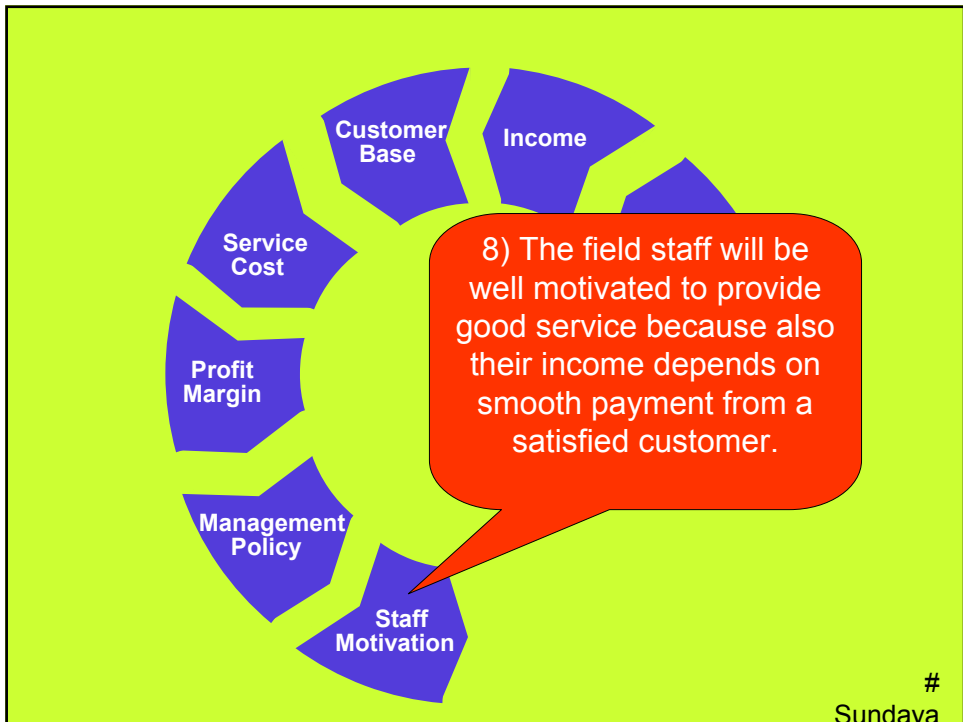 Customer
Base
Income
Service
Cost
8) The field staff will be
well motivated to provide
good service because also
their income depends on
smooth payment from a
satisfied customer.
Profit
Margin
Management
Policy
Staff
Motivation
#
Sundaya